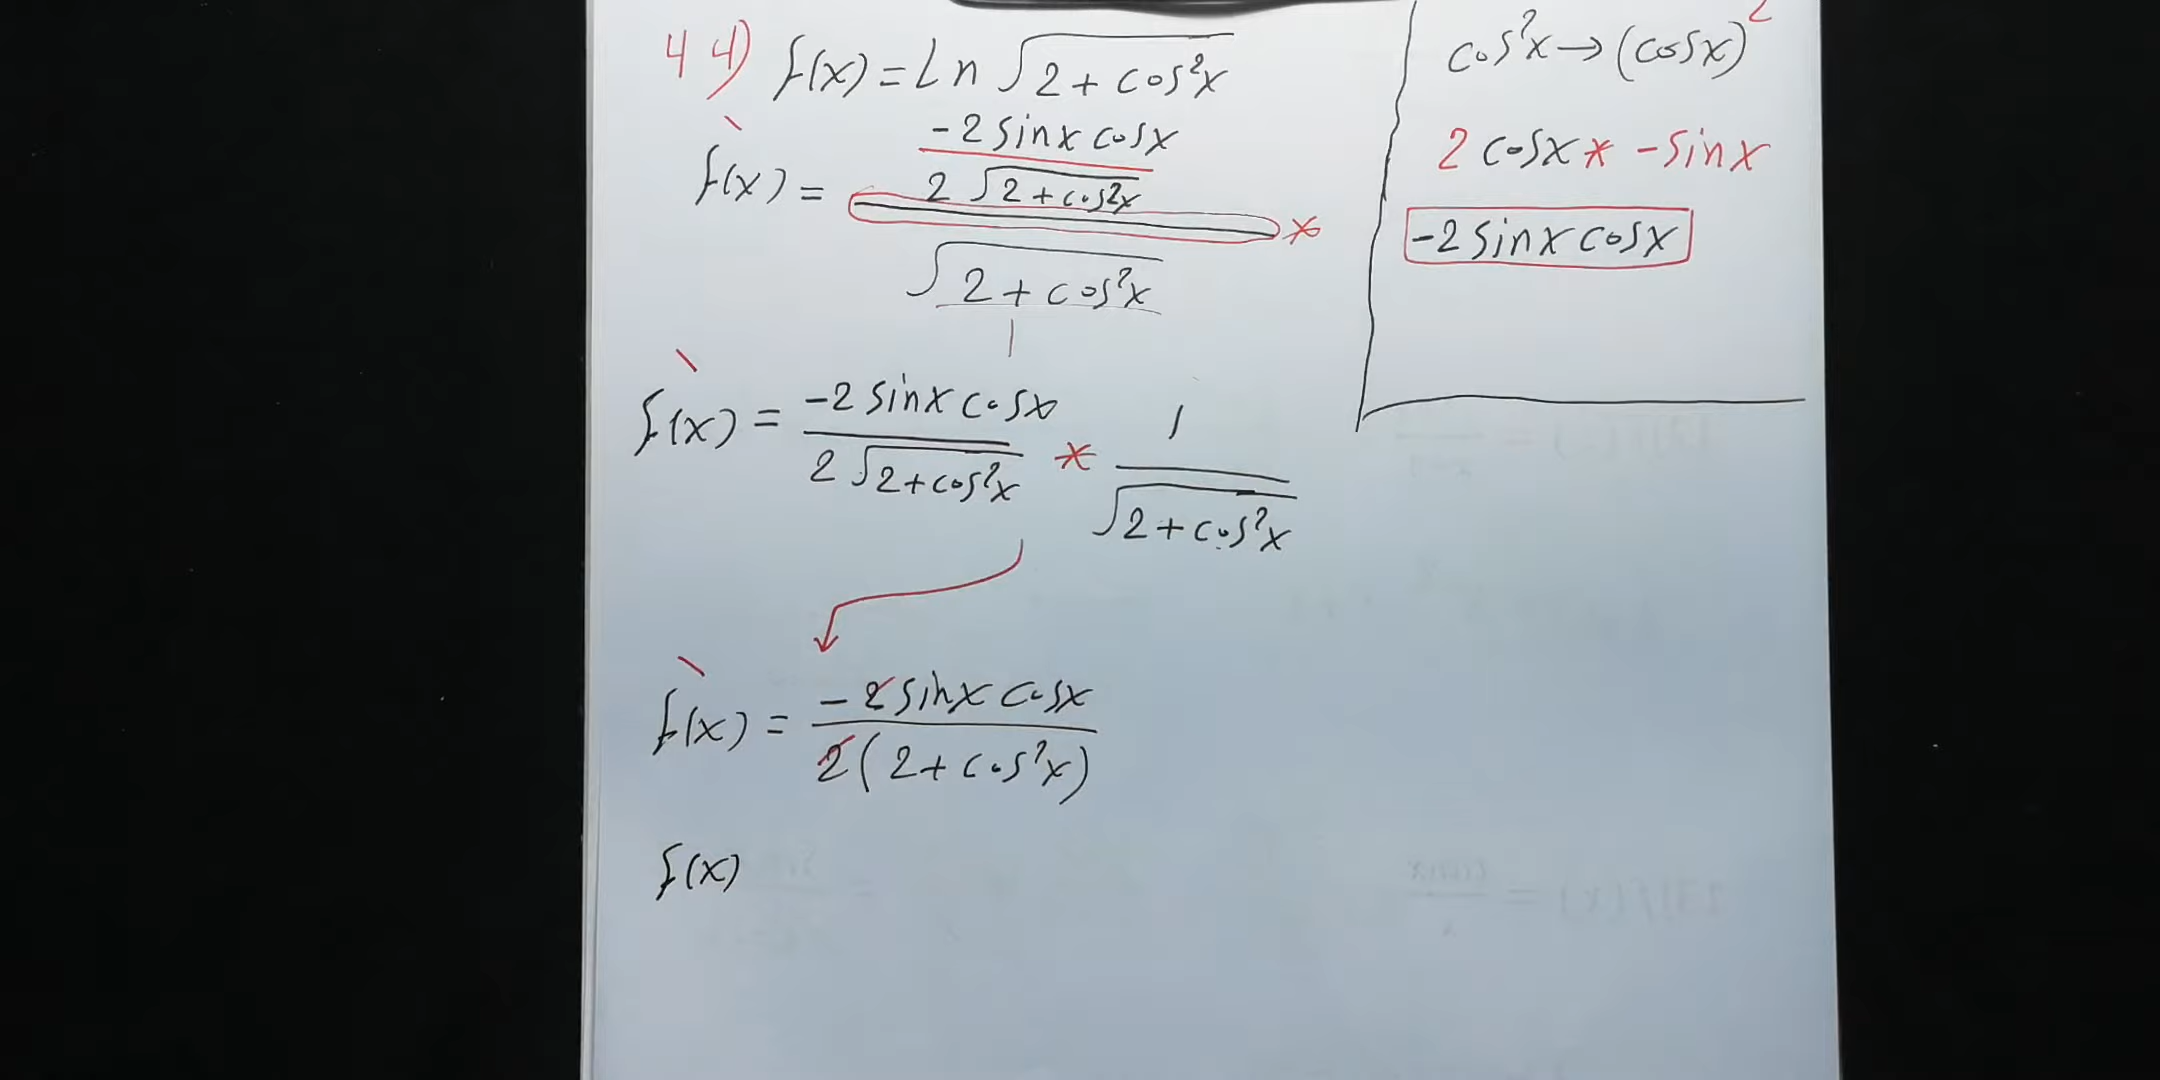 44) f(x) = Ln √(2 + cos²x)
f'(x) = ((-2 sinx cosx)/(2 √(2 + cos²x)))/(√(2 + cos²x)) *
1
f'(x) = (-2 sinx cosx)/(2 √(2+cos²x)) * 1/√(2+cos²x)
f'(x) = (-2 sinx cosx)/(2(2+cos²x))
f(x)
cos²x → (cosx)²
2 cosx * -sinx
-2 sinx cosx